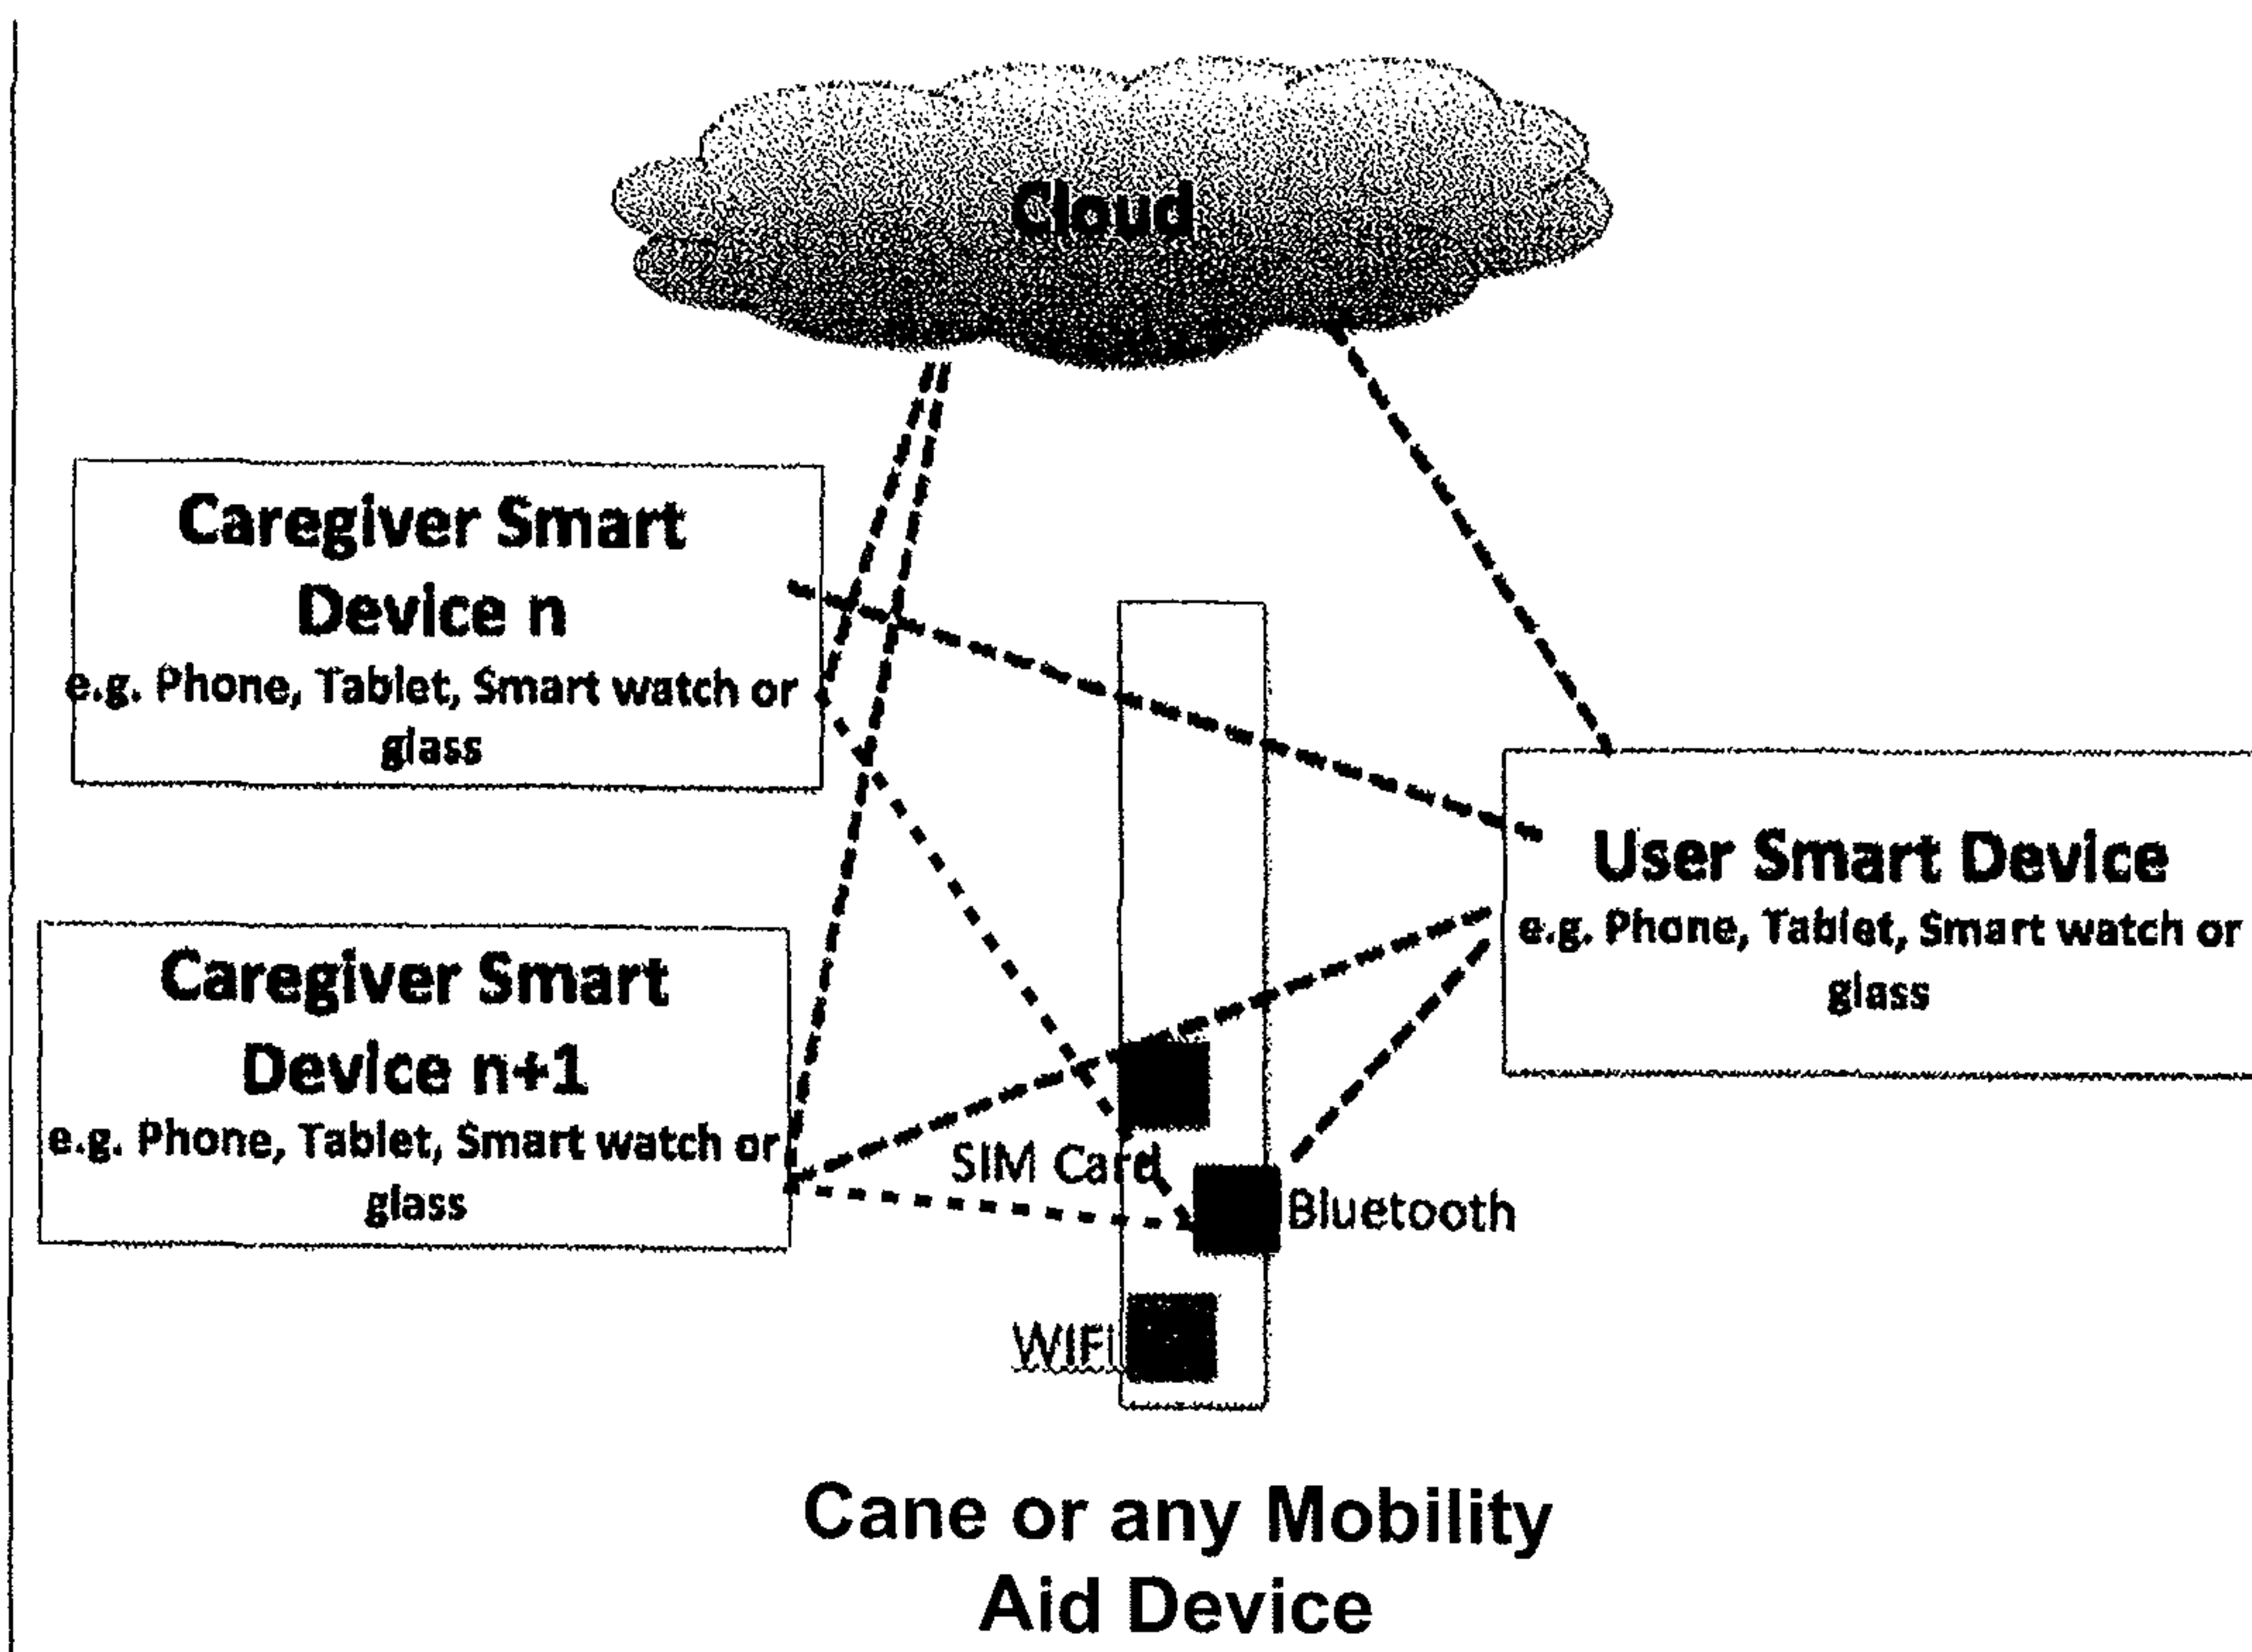 Cloud
Caregiver Smart
Device n
e.g. Phone, Tablet, Smart watch or
glass
User Smart Device
e.g. Phone, Tablet, Smart watch or
glass
Caregiver Smart
Device n+1
e.g. Phone, Tablet, Smart watch or
glass
SIM Card
Bluetooth
WIFI
Cane or any Mobility
Aid Device